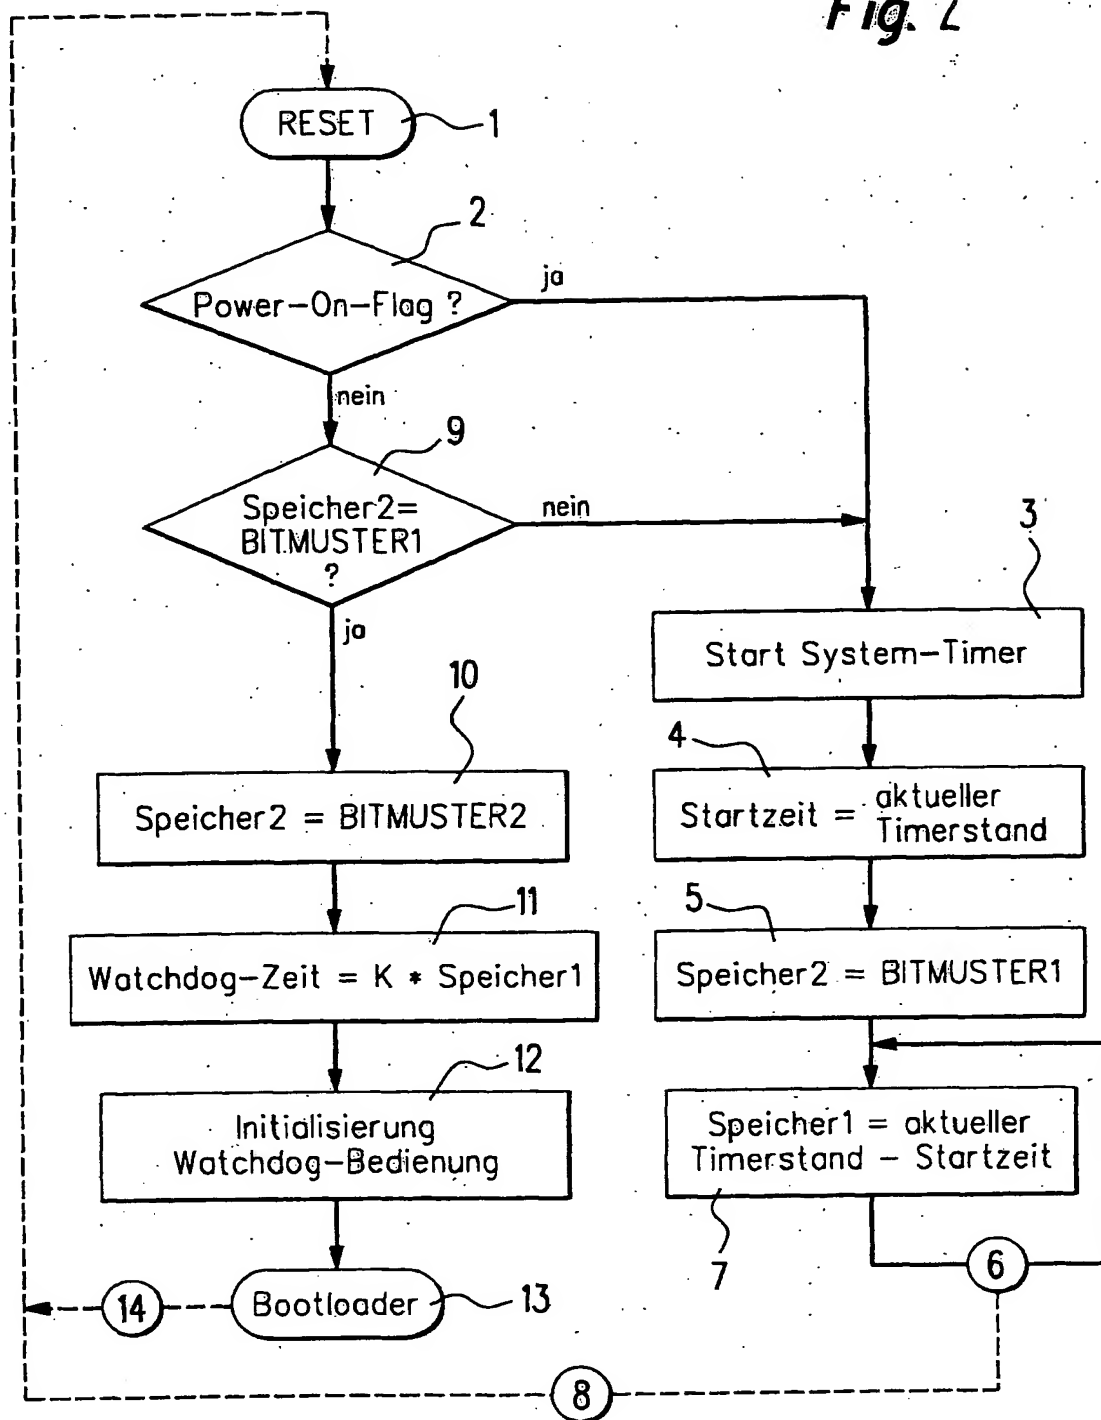 Fig. 2
RESET
1
2
Power-On-Flag ?
ja
nein
9
Speicher2=
BITMUSTER1
?
nein
ja
3
Start System-Timer
10
4
Speicher2 = BITMUSTER2
Startzeit = aktueller
Timerstand
11
5
Watchdog-Zeit = K * Speicher1
Speicher2 = BITMUSTER1
12
Initialisierung
Watchdog-Bedienung
Speicher1 = aktueller
Timerstand - Startzeit
7
6
14
Bootloader
13
8